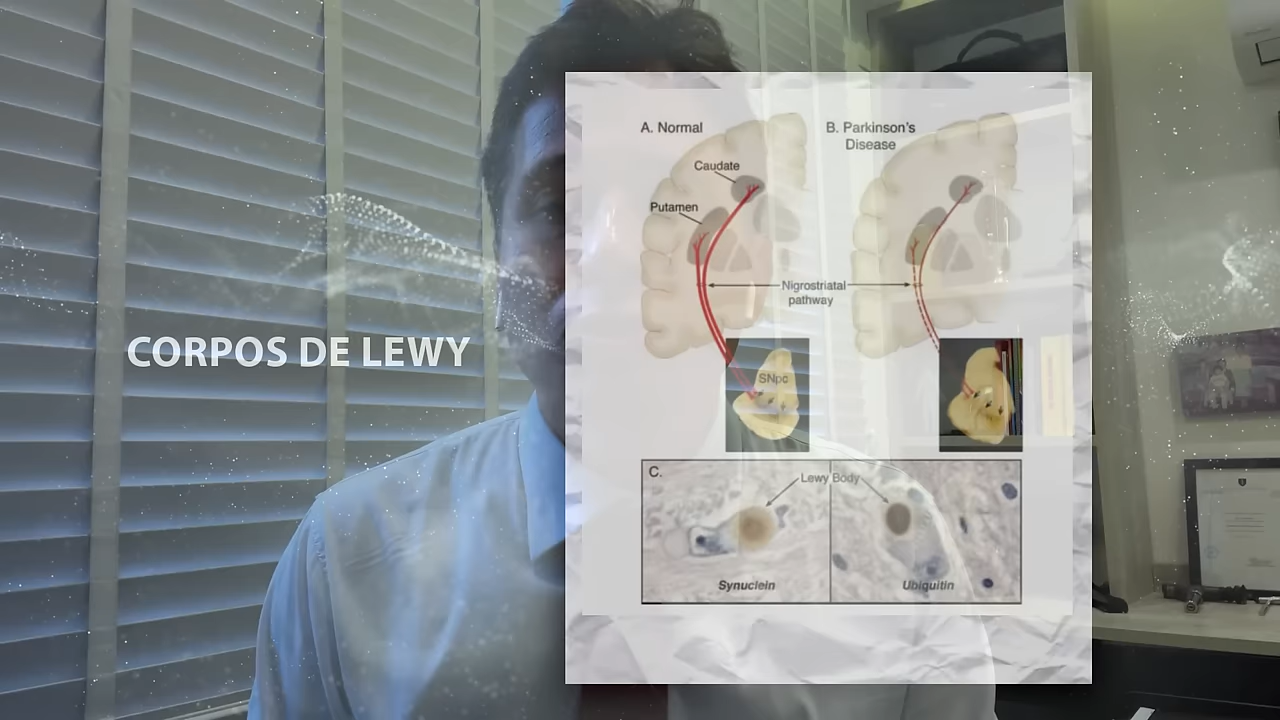 CORPOS DE LEWY
A. Normal
B. Parkinson's
Disease
Caudate
Putamen
Nigrostriatal
pathway
SNpc
C.
Lewy Body
Synuclein
Ubiquitin